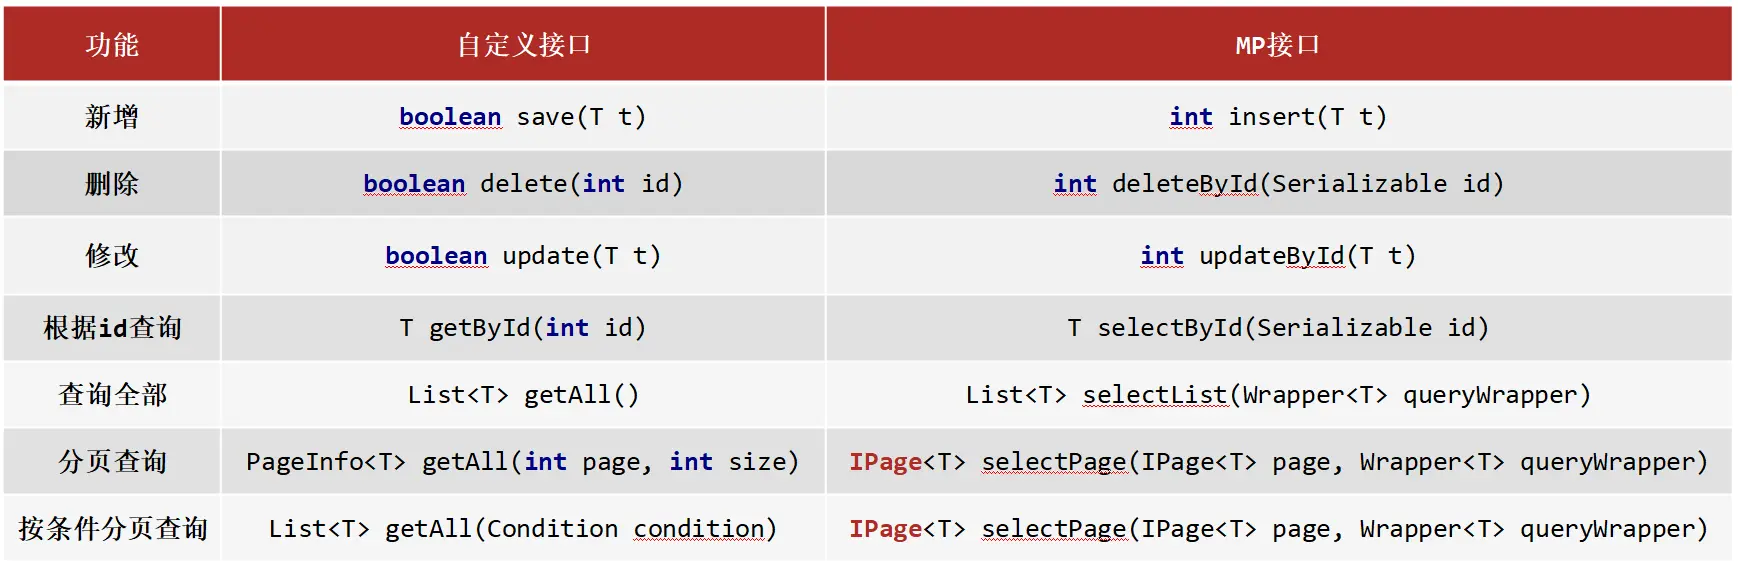 功能 自定义接口 MP接口
新增 boolean save(T t) int insert(T t)
删除 boolean delete(int id) int deleteById(Serializable id)
修改 boolean update(T t) int updateById(T t)
根据id查询 T getById(int id) T selectById(Serializable id)
查询全部 List<T> getAll() List<T> selectList(Wrapper<T> queryWrapper)
分页查询 PageInfo<T> getAll(int page, int size) IPage<T> selectPage(IPage<T> page, Wrapper<T> queryWrapper)
按条件分页查询 List<T> getAll(Condition condition) IPage<T> selectPage(IPage<T> page, Wrapper<T> queryWrapper)